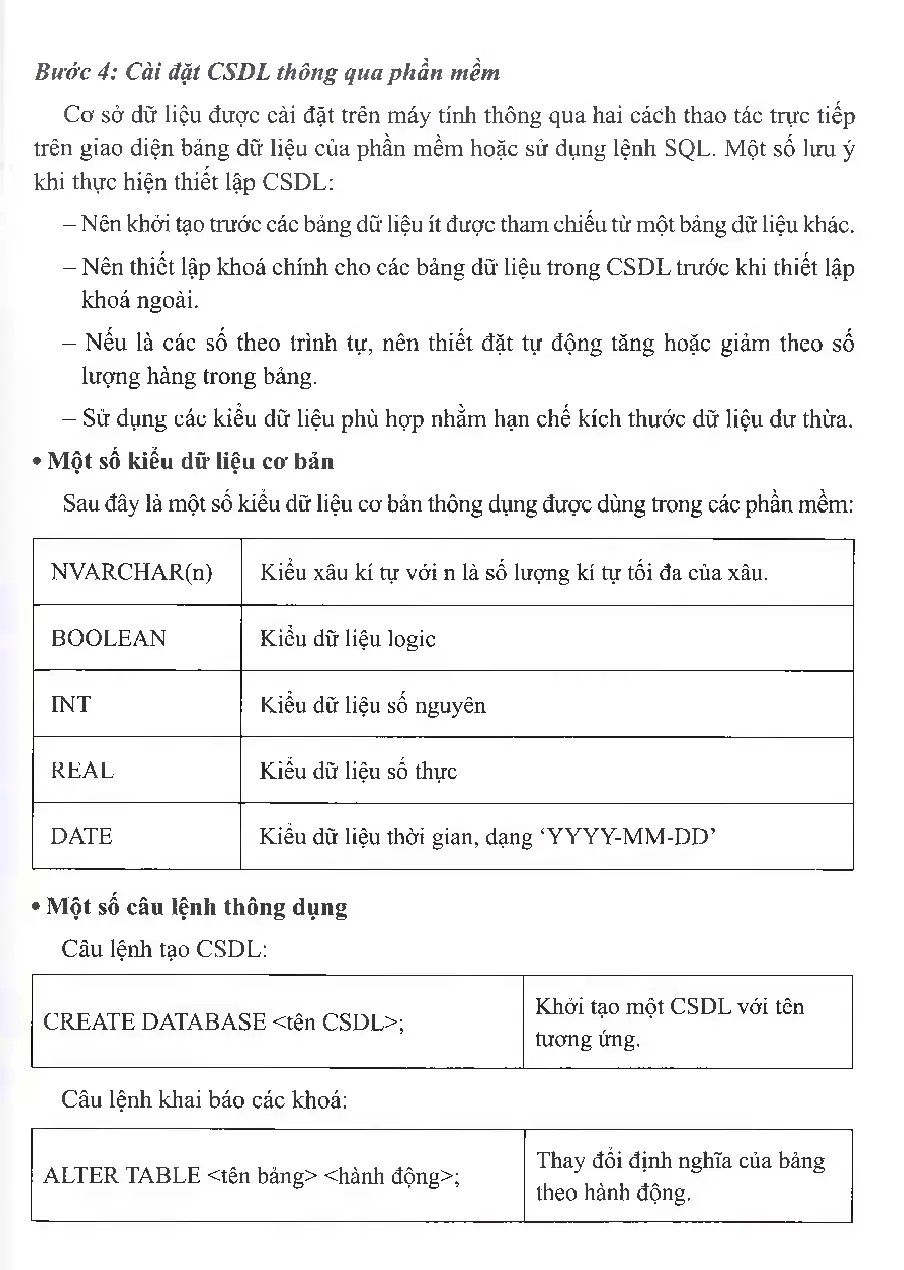 Bước 4: Cài đặt CSDL thông qua phần mềm
Cơ sở dữ liệu được cài đặt trên máy tính thông qua hai cách thao tác trực tiếp
trên giao diện bảng dữ liệu của phần mềm hoặc sử dụng lệnh SQL. Một số lưu ý
khi thực hiện thiết lập CSDL:
– Nên khởi tạo trước các bảng dữ liệu ít được tham chiếu từ một bảng dữ liệu khác.
– Nên thiết lập khoá chính cho các bảng dữ liệu trong CSDL trước khi thiết lập
khoá ngoài.
– Nếu là các số theo trình tự, nên thiết đặt tự động tăng hoặc giảm theo số
lượng hàng trong bảng.
– Sử dụng các kiểu dữ liệu phù hợp nhằm hạn chế kích thước dữ liệu dư thừa.
• Một số kiểu dữ liệu cơ bản
Sau đây là một số kiểu dữ liệu cơ bản thông dụng được dùng trong các phần mềm:
NVARCHAR(n) Kiểu xâu kí tự với n là số lượng kí tự tối đa của xâu.
BOOLEAN Kiểu dữ liệu logic
INT Kiểu dữ liệu số nguyên
REAL Kiểu dữ liệu số thực
DATE Kiểu dữ liệu thời gian, dạng ‘YYYY-MM-DD’
• Một số câu lệnh thông dụng
Câu lệnh tạo CSDL:
CREATE DATABASE <tên CSDL>;
Khởi tạo một CSDL với tên
tương ứng.
Câu lệnh khai báo các khoá:
ALTER TABLE <tên bảng> <hành động>;
Thay đổi định nghĩa của bảng
theo hành động.